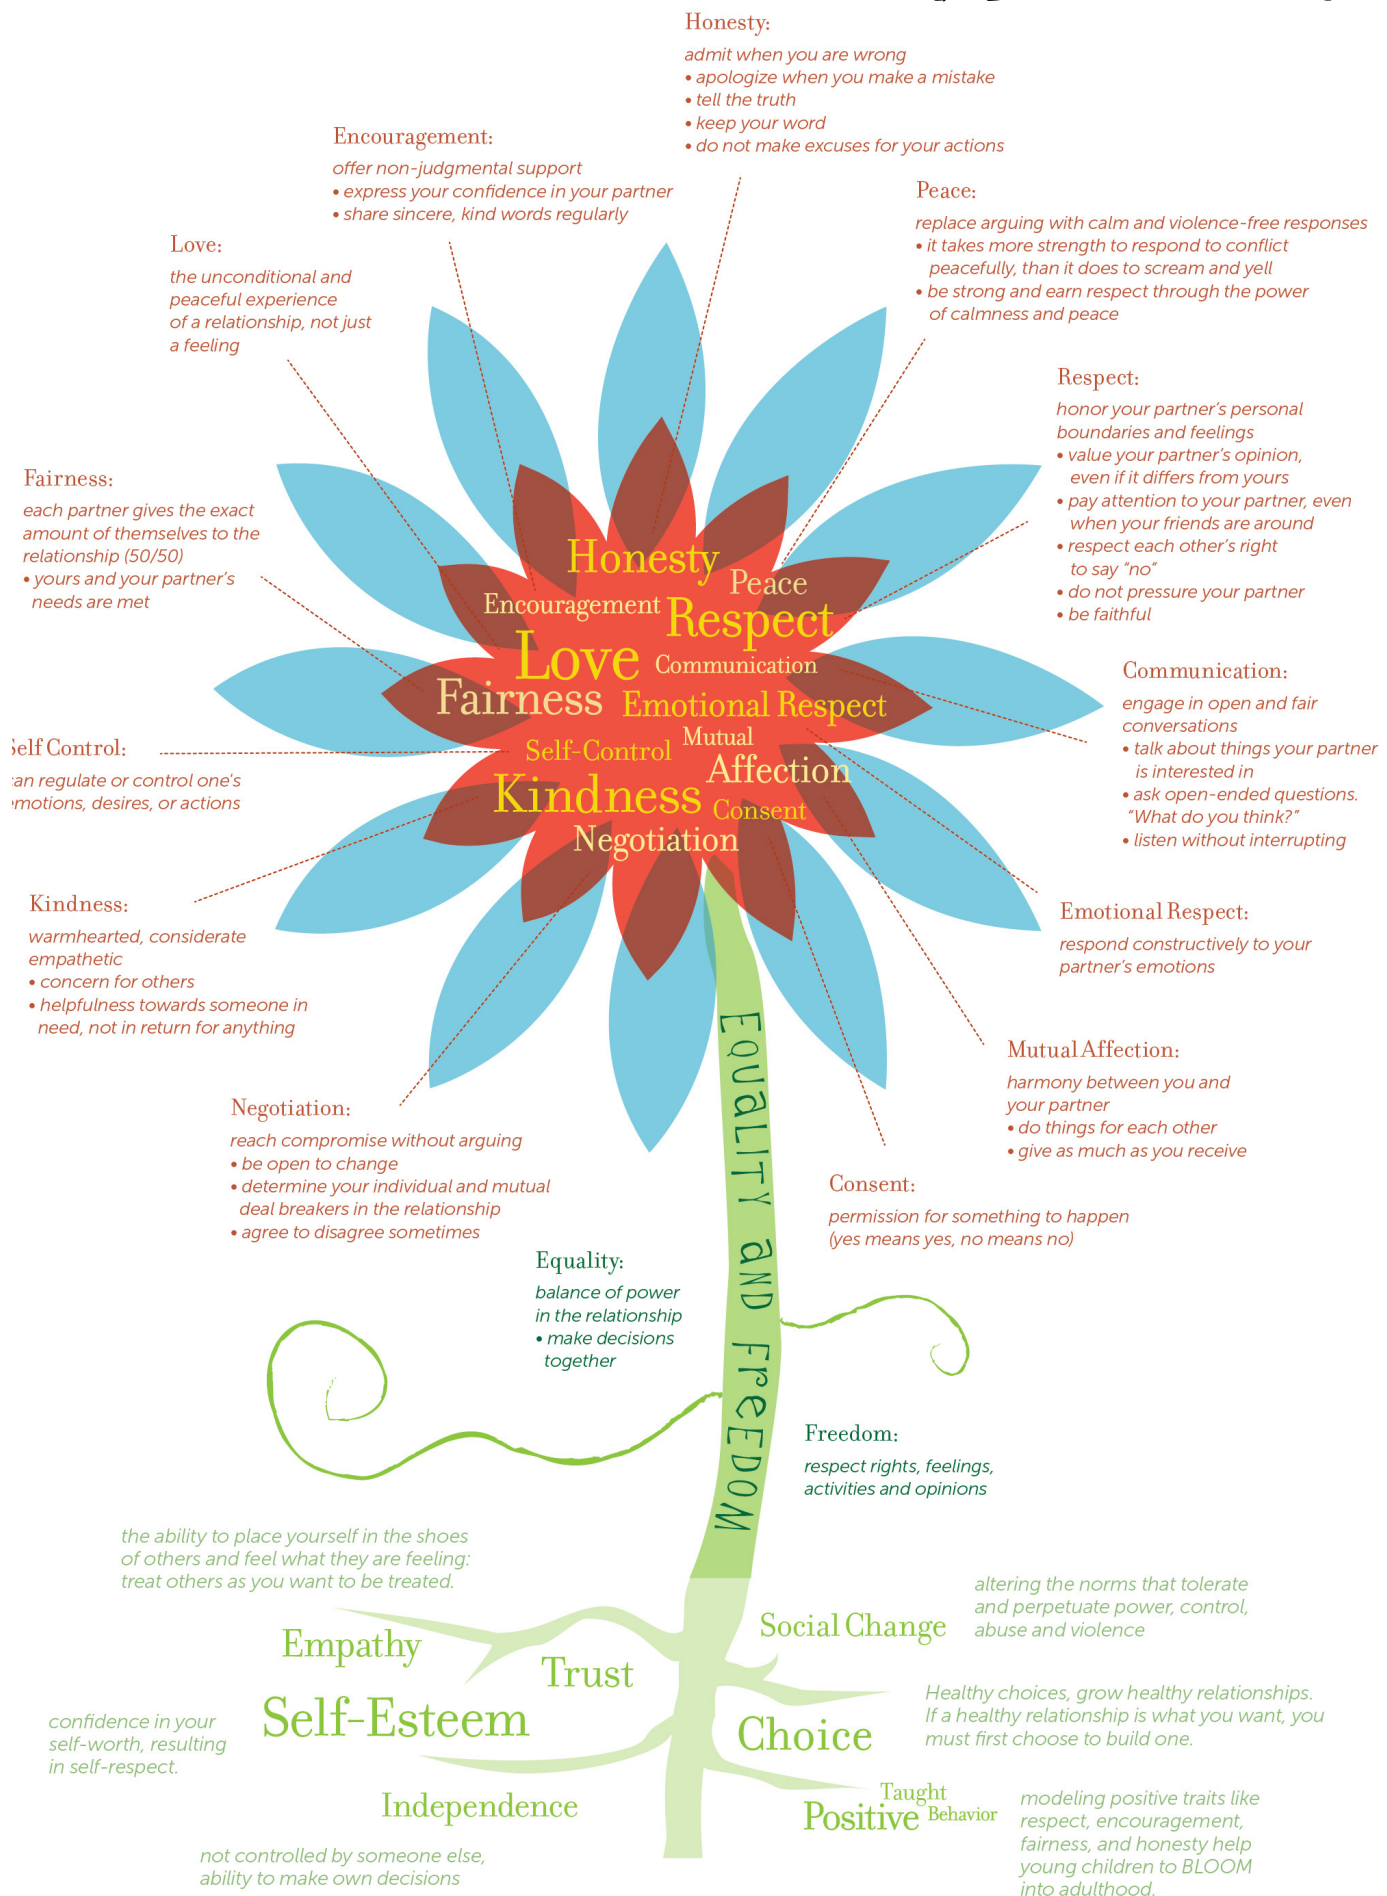 Honesty:
admit when you are wrong
• apologize when you make a mistake
• tell the truth
• keep your word
• do not make excuses for your actions
Encouragement:
offer non-judgmental support
• express your confidence in your partner
• share sincere, kind words regularly
Peace:
replace arguing with calm and violence-free responses
• it takes more strength to respond to conflict
peacefully, than it does to scream and yell
• be strong and earn respect through the power
of calmness and peace
Love:
the unconditional and
peaceful experience
of a relationship, not just
a feeling
Respect:
honor your partner's personal
boundaries and feelings
• value your partner's opinion,
even if it differs from yours
• pay attention to your partner, even
when your friends are around
• respect each other's right
to say "no"
• do not pressure your partner
• be faithful
Fairness:
each partner gives the exact
amount of themselves to the
relationship (50/50)
• yours and your partner's
needs are met
Honesty
Peace
Encouragement
Respect
Love
Communication
Fairness
Emotional Respect
Self-Control
Mutual
Affection
Kindness
Consent
Negotiation
Communication:
engage in open and fair
conversations
• talk about things your partner
is interested in
• ask open-ended questions.
"What do you think?"
• listen without interrupting
Self Control:
can regulate or control one's
emotions, desires, or actions
Kindness:
warmhearted, considerate
empathetic
• concern for others
• helpfulness towards someone in
need, not in return for anything
Emotional Respect:
respond constructively to your
partner's emotions
Mutual Affection:
harmony between you and
your partner
• do things for each other
• give as much as you receive
Negotiation:
reach compromise without arguing
• be open to change
• determine your individual and mutual
deal breakers in the relationship
• agree to disagree sometimes
Consent:
permission for something to happen
(yes means yes, no means no)
EQUaLITY aND FreEDOM
Equality:
balance of power
in the relationship
• make decisions
together
Freedom:
respect rights, feelings,
activities and opinions
the ability to place yourself in the shoes
of others and feel what they are feeling:
treat others as you want to be treated.
Empathy
Trust
Social Change
altering the norms that tolerate
and perpetuate power, control,
abuse and violence
Self-Esteem
confidence in your
self-worth, resulting
in self-respect.
Choice
Healthy choices, grow healthy relationships.
If a healthy relationship is what you want, you
must first choose to build one.
Independence
not controlled by someone else,
ability to make own decisions
Taught
Positive Behavior
modeling positive traits like
respect, encouragement,
fairness, and honesty help
young children to BLOOM
into adulthood.